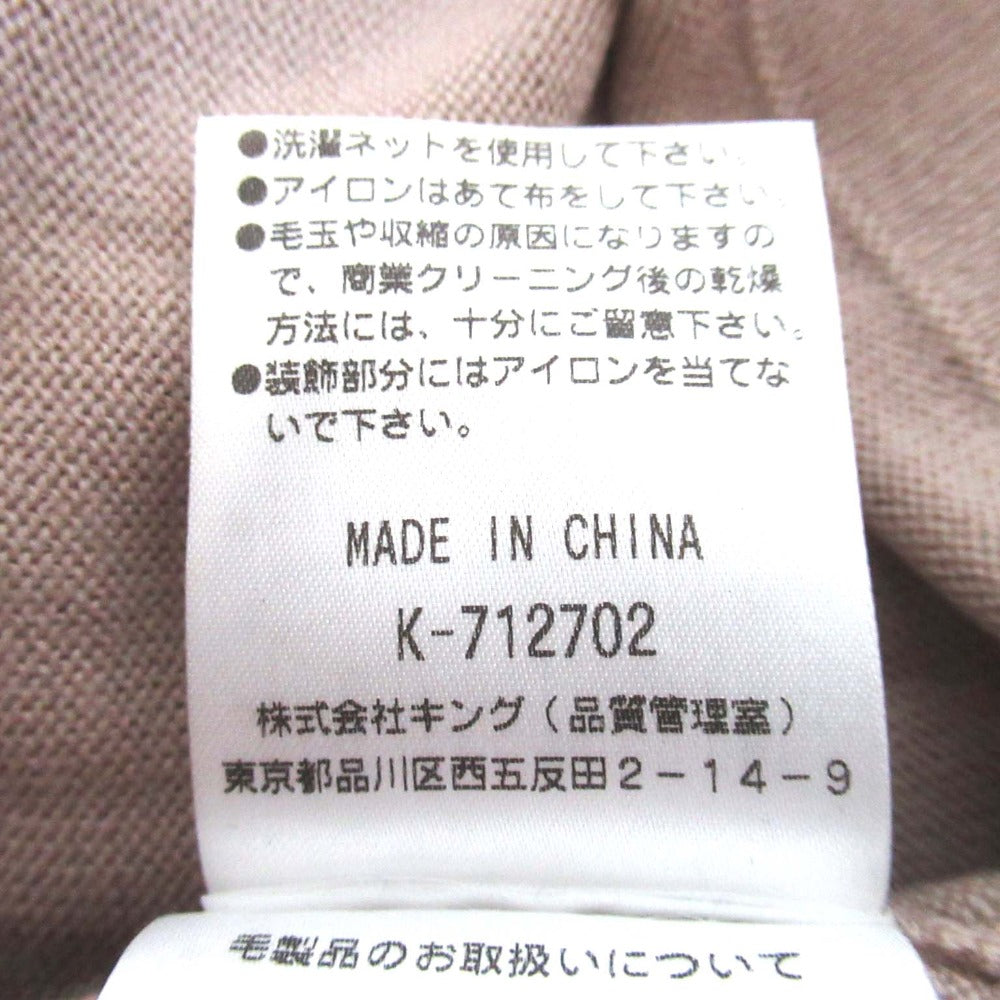 ●洗濯ネットを使用して下さい。
●アイロンはあて布をして下さい。
●毛玉や収縮の原因になりますの
で、商業クリーニング後の乾燥
方法には、十分にご留意下さい。
●装飾部分にはアイロンを当てな
いで下さい。
MADE IN CHINA
K-712702
株式会社キング(品質管理室)
東京都品川区西五反田2-14-9
毛製品のお取扱いについて